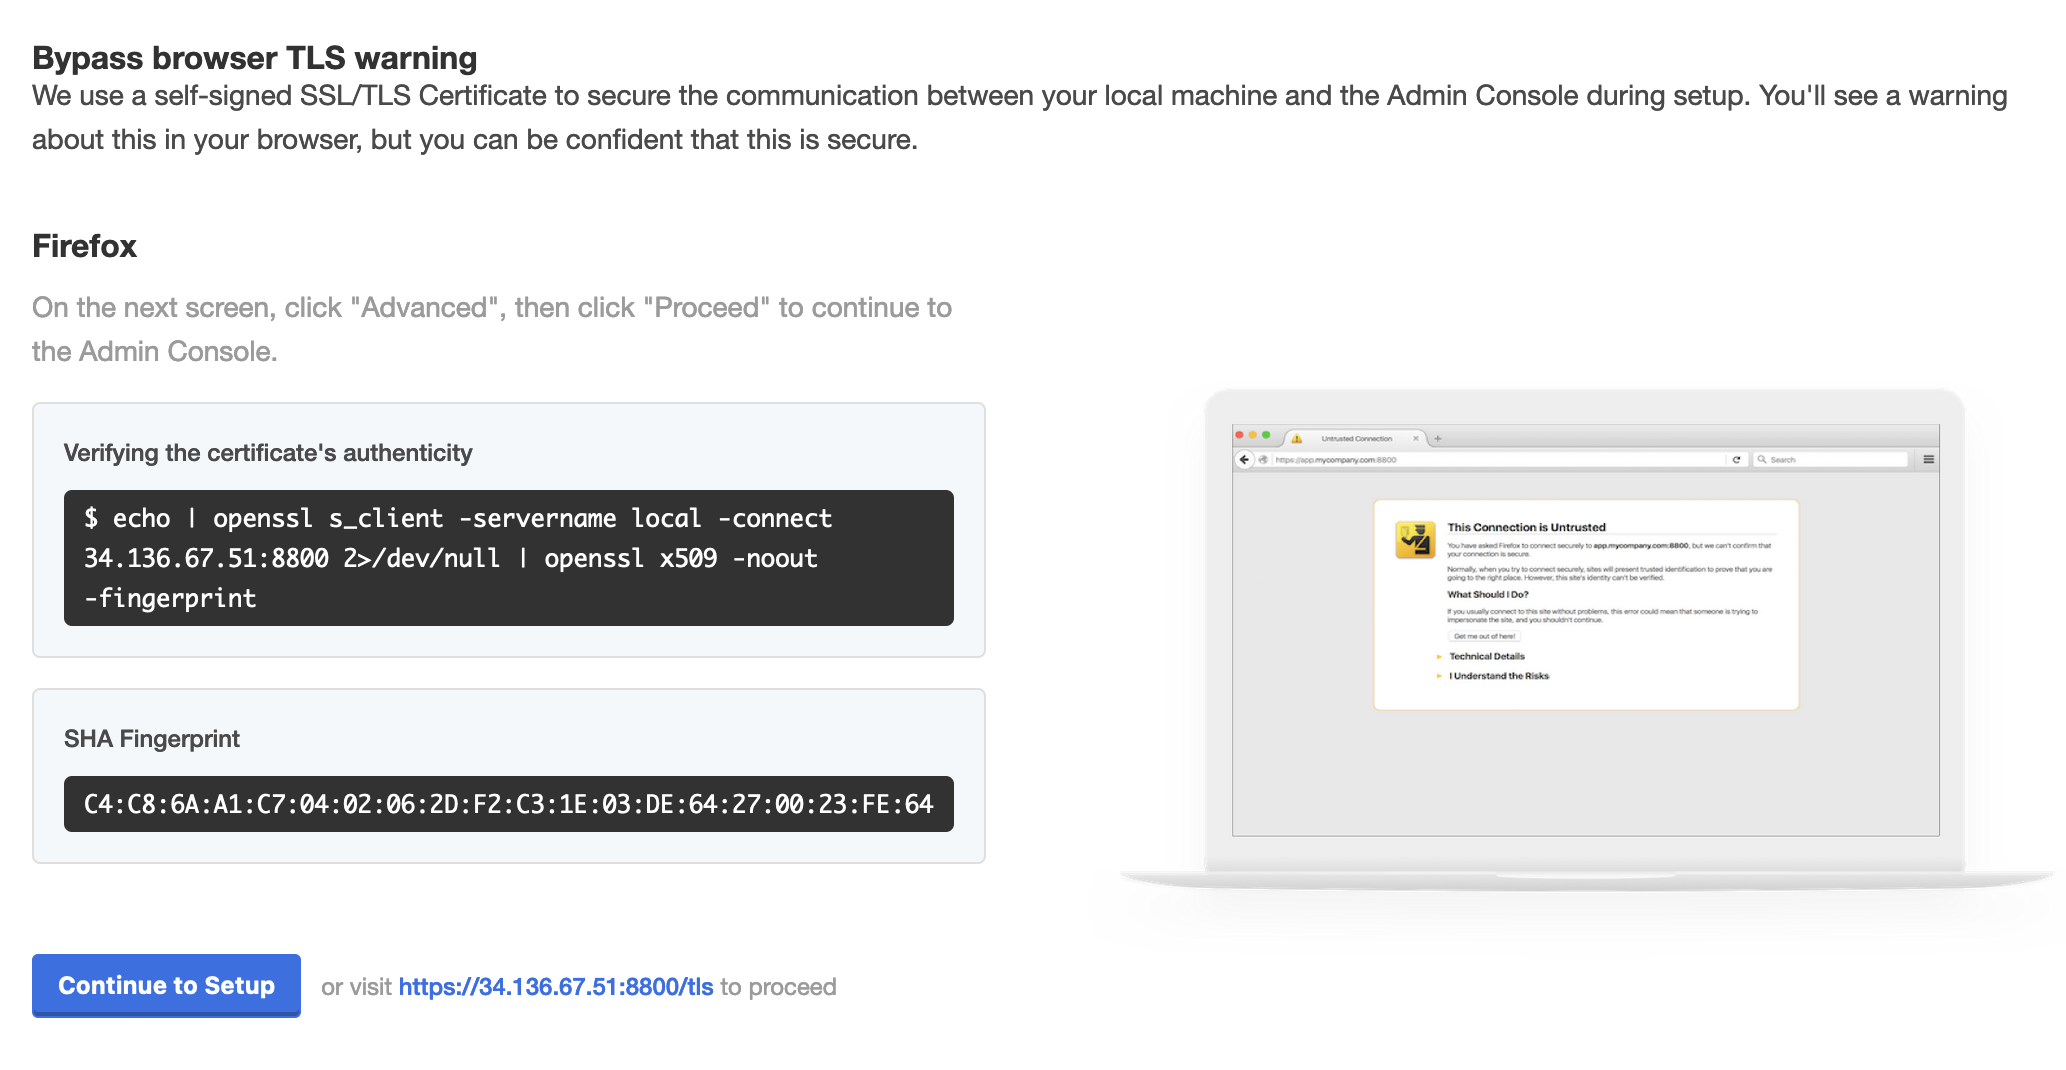 Bypass browser TLS warning
We use a self-signed SSL/TLS Certificate to secure the communication between your local machine and the Admin Console during setup. You'll see a warning
about this in your browser, but you can be confident that this is secure.
Firefox
On the next screen, click "Advanced", then click "Proceed" to continue to
the Admin Console.
Verifying the certificate's authenticity
$ echo | openssl s_client -servername local -connect
34.136.67.51:8800 2>/dev/null | openssl x509 -noout
-fingerprint
SHA Fingerprint
C4:C8:6A:A1:C7:04:02:06:2D:F2:C3:1E:03:DE:64:27:00:23:FE:64
Continue to Setup
or visit https://34.136.67.51:8800/tls to proceed
Untrusted Connection
https://app.mycompany.com:8800
Search
This Connection is Untrusted
You have asked Firefox to connect securely to app.mycompany.com:8800, but we can't confirm that
your connection is secure.
Normally, when you try to connect securely, sites will present trusted identification to prove that you are
going to the right place. However, this site's identity can't be verified.
What Should I Do?
If you usually connect to this site without problems, this error could mean that someone is trying to
impersonate the site, and you shouldn't continue.
Get me out of here!
Technical Details
I Understand the Risks